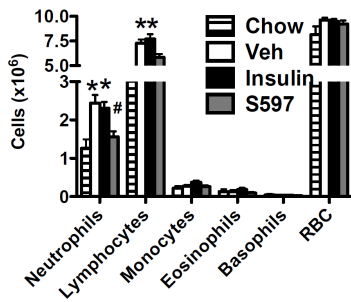 10.0
7.5
5.0
3
2
1
0
Cells (x10⁶)
Chow
Veh
Insulin
S597
* *
#
**
Neutrophils
Lymphocytes
Monocytes
Eosinophils
Basophils
RBC